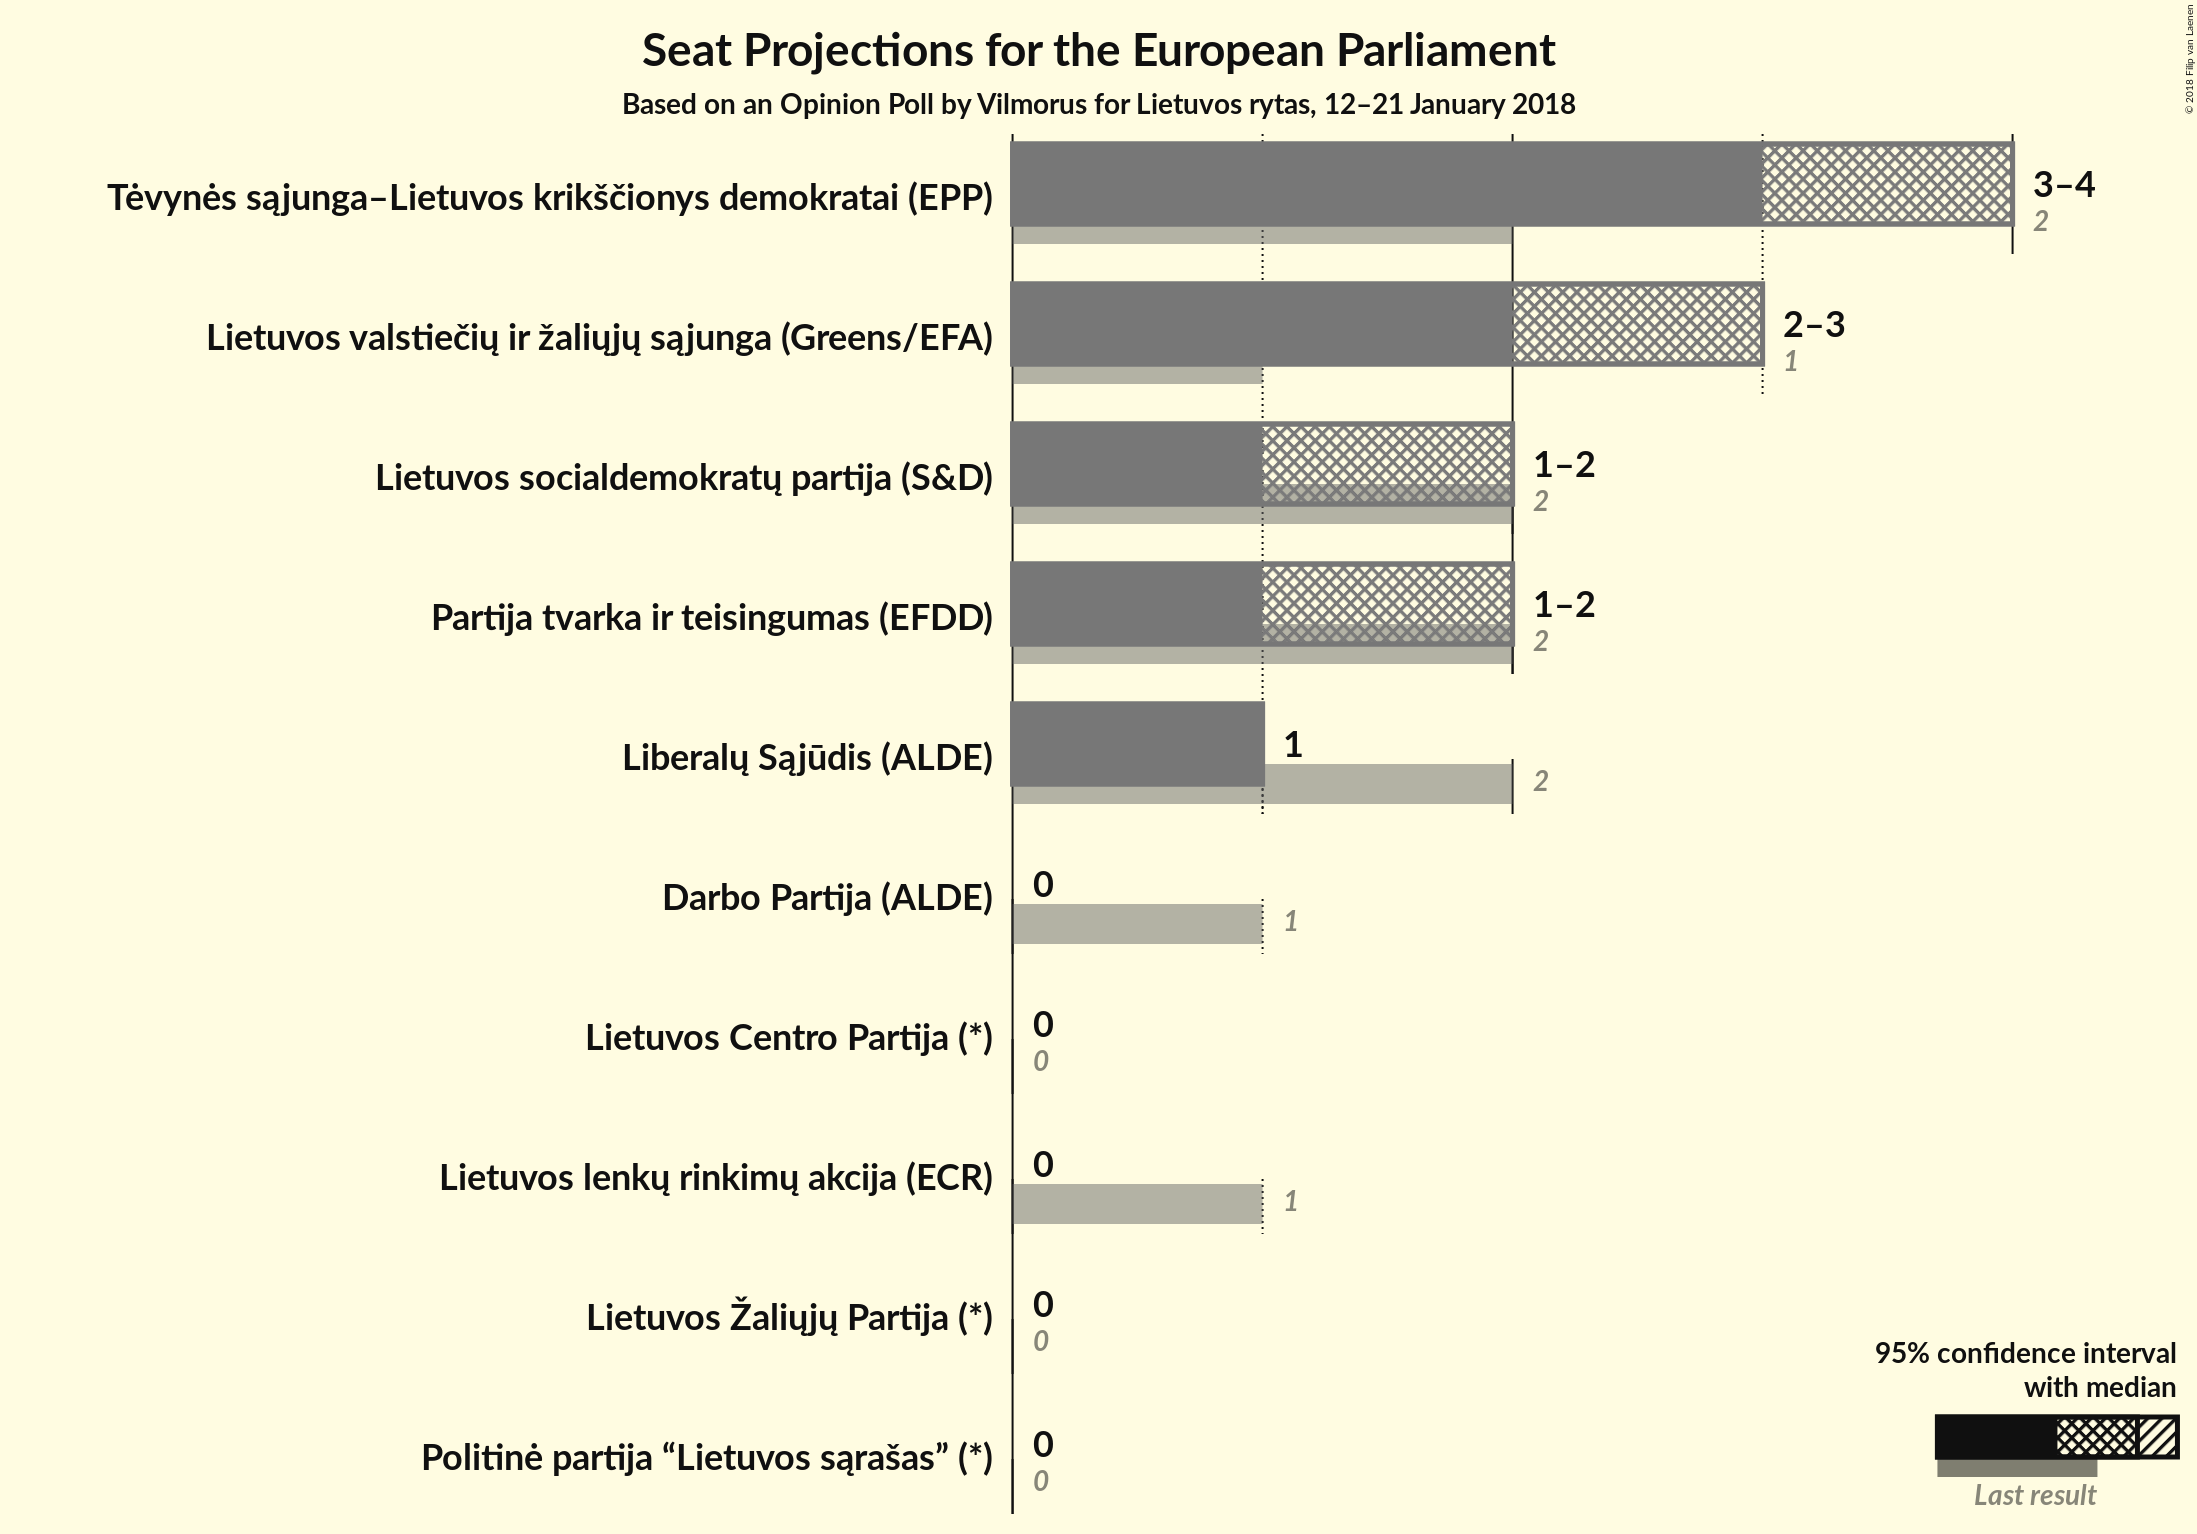 Seat Projections for the European Parliament
Based on an Opinion Poll by Vilmorus for Lietuvos rytas, 12–21 January 2018
© 2018 Filip van Laenen
Tėvynės sąjunga–Lietuvos krikščionys demokratai (EPP)
3–4
2
Lietuvos valstiečių ir žaliųjų sąjunga (Greens/EFA)
2–3
1
Lietuvos socialdemokratų partija (S&D)
1–2
2
Partija tvarka ir teisingumas (EFDD)
1–2
2
Liberalų Sąjūdis (ALDE)
1
2
Darbo Partija (ALDE)
0
1
Lietuvos Centro Partija (*)
0
0
Lietuvos lenkų rinkimų akcija (ECR)
0
1
Lietuvos Žaliųjų Partija (*)
0
0
Politinė partija “Lietuvos sąrašas” (*)
0
0
95% confidence interval
with median
Last result